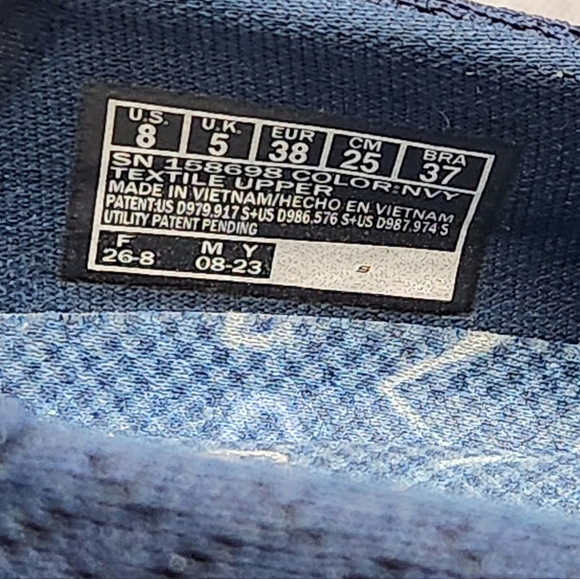 U.S. U.K. EUR CM BRA
8 5 38 25 37
SN 158698 COLOR:NVY
TEXTILE UPPER
MADE IN VIETNAM/HECHO EN VIETNAM
PATENT:US D979,917 S+US D986,576 S+US D987,974 S
UTILITY PATENT PENDING
F M Y
26-8 08-23